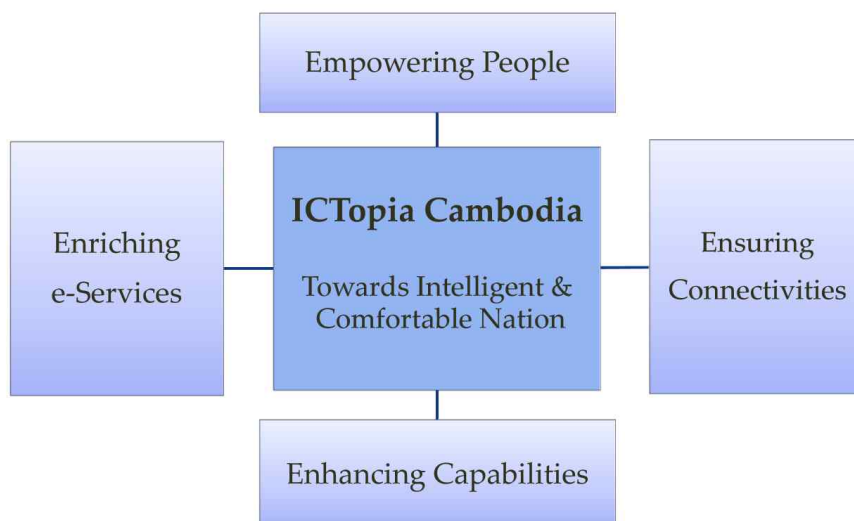 Empowering People
Enriching
e-Services
ICTopia Cambodia
Towards Intelligent &
Comfortable Nation
Ensuring
Connectivities
Enhancing Capabilities